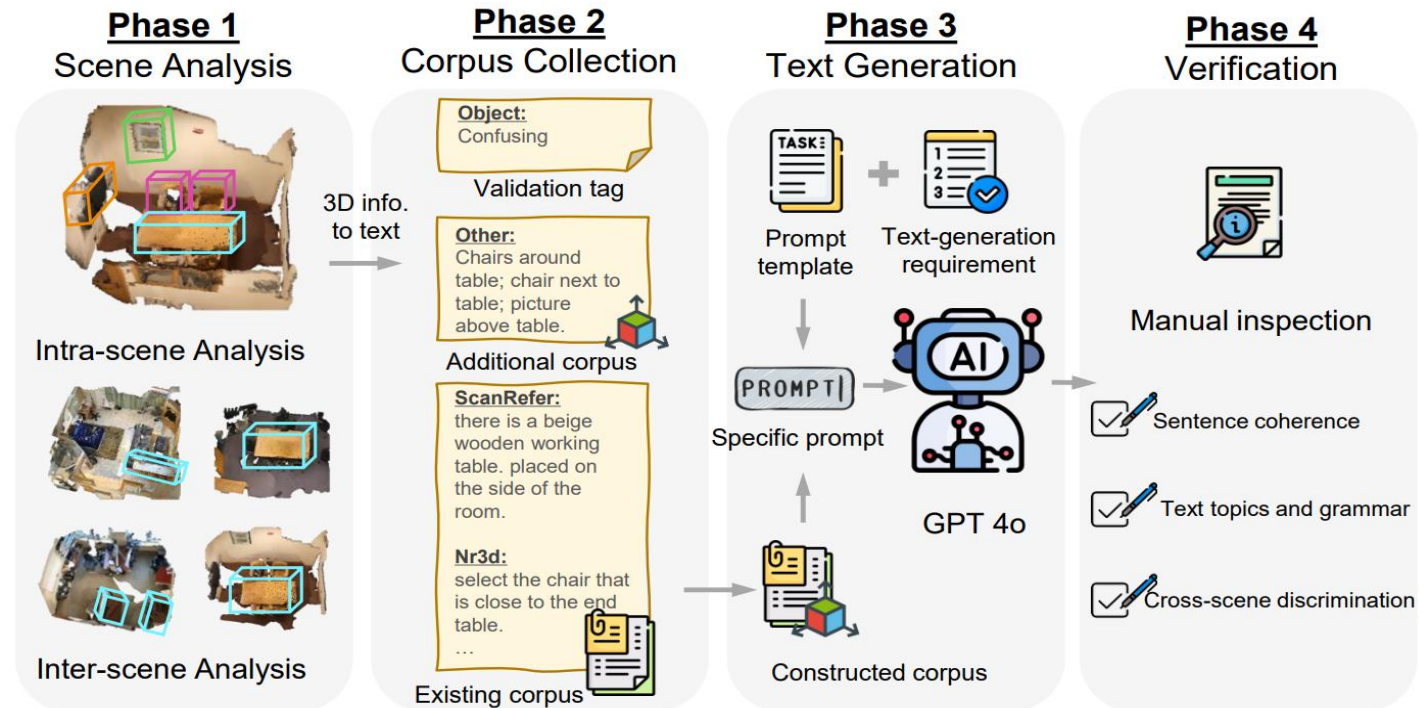 Phase 1
Scene Analysis
Intra-scene Analysis
Inter-scene Analysis
3D info.
to text
Phase 2
Corpus Collection
Object:
Confusing
Validation tag
Other:
Chairs around
table; chair next to
table; picture
above table.
Additional corpus
ScanRefer:
there is a beige
wooden working
table. placed on
the side of the
room.
Nr3d:
select the chair that
is close to the end
table.
…
Existing corpus
Phase 3
Text Generation
TASK:
Prompt
template
1
2
3
Text-generation
requirement
PROMPT
Specific prompt
AI
GPT 4o
Constructed corpus
Phase 4
Verification
i
Manual inspection
Sentence coherence
Text topics and grammar
Cross-scene discrimination